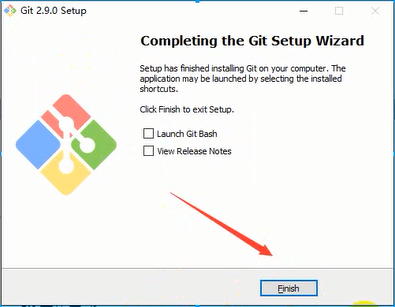 Git 2.9.0 Setup
Completing the Git Setup Wizard
Setup has finished installing Git on your computer. The
application may be launched by selecting the installed
shortcuts.
Click Finish to exit Setup.
Launch Git Bash
View Release Notes
Finish